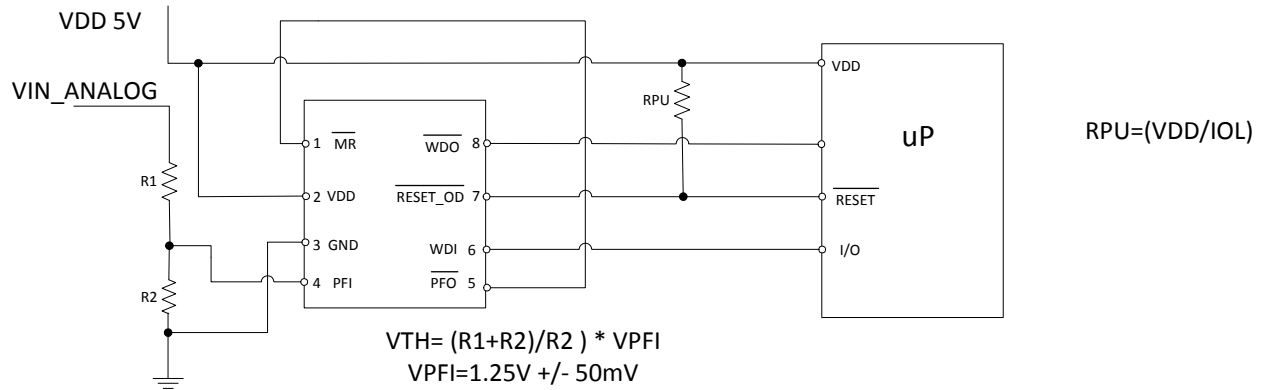 VDD 5V
VIN_ANALOG
R1
R2
1 MR
2 VDD
3 GND
4 PFI
WDO 8
RESET_OD 7
WDI 6
PFO 5
RPU
VDD
uP
RESET
I/O
RPU=(VDD/IOL)
VTH= (R1+R2)/R2 ) * VPFI
VPFI=1.25V +/- 50mV